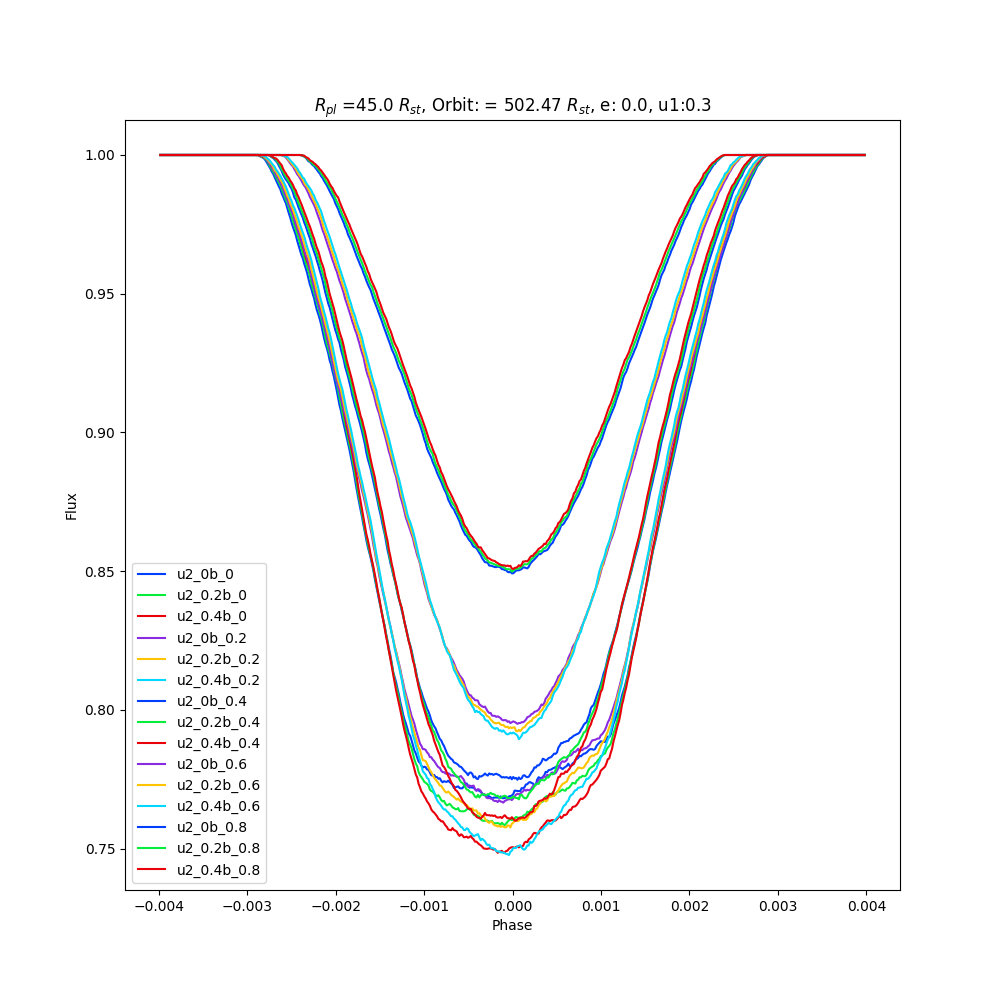 R_pl =45.0 R_st, Orbit: = 502.47 R_st, e: 0.0, u1:0.3
1.00
0.95
0.90
0.85
0.80
0.75
Flux
u2_0b_0
u2_0.2b_0
u2_0.4b_0
u2_0b_0.2
u2_0.2b_0.2
u2_0.4b_0.2
u2_0b_0.4
u2_0.2b_0.4
u2_0.4b_0.4
u2_0b_0.6
u2_0.2b_0.6
u2_0.4b_0.6
u2_0b_0.8
u2_0.2b_0.8
u2_0.4b_0.8
−0.004 −0.003 −0.002 −0.001 0.000 0.001 0.002 0.003 0.004
Phase